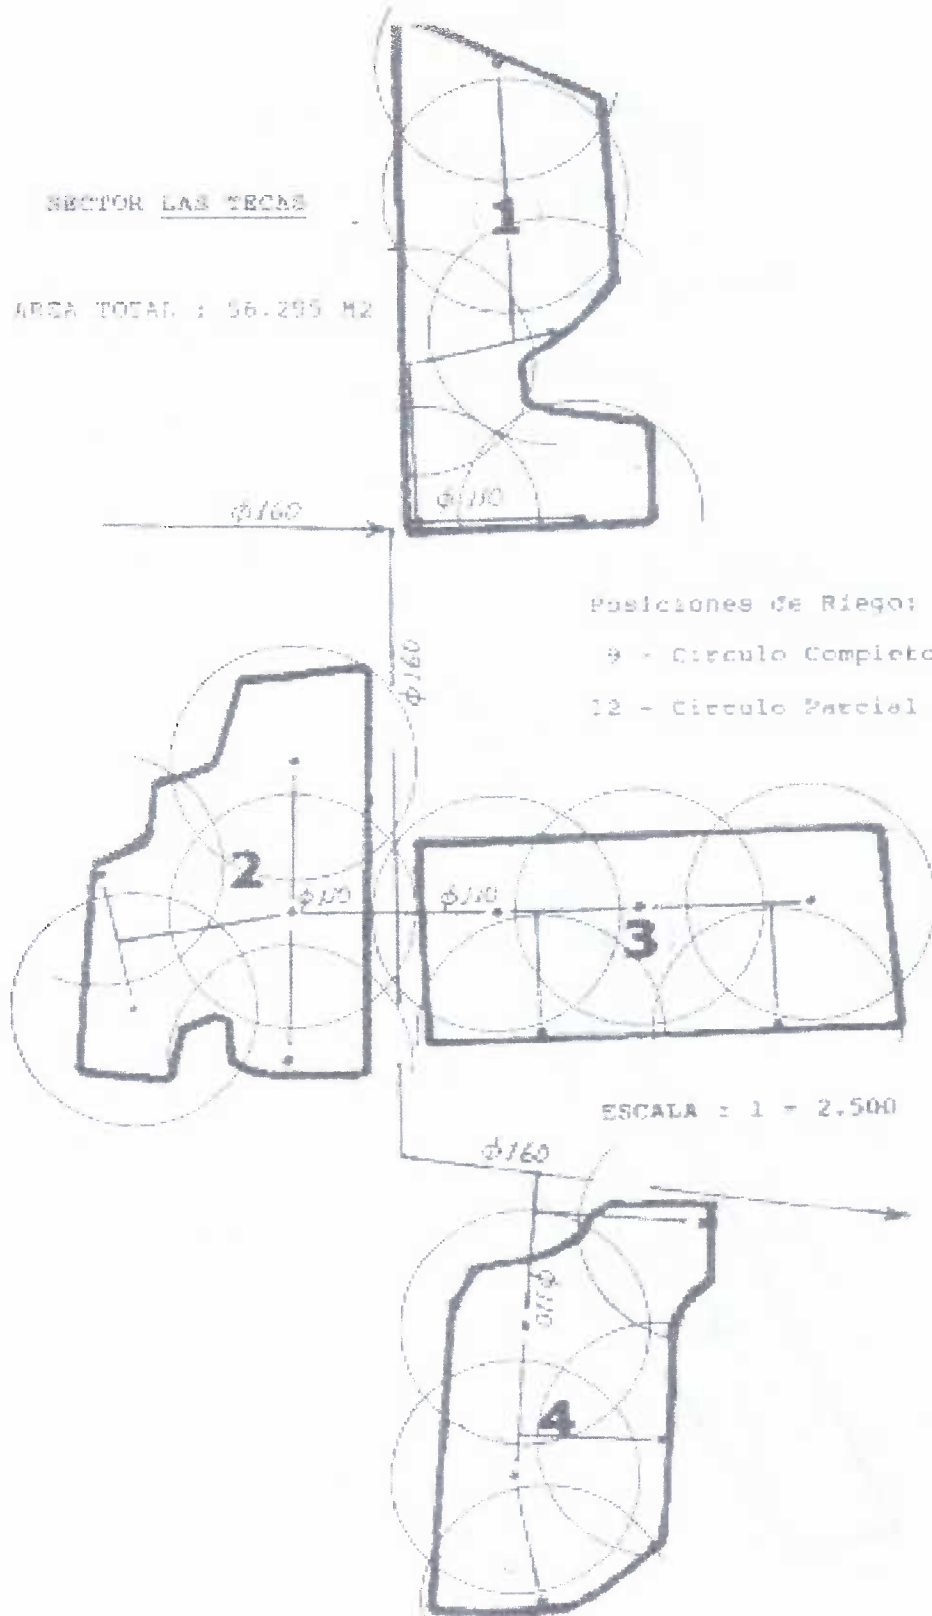 1
SECTOR LAS TECAS
AREA TOTAL : 56.295 M2
φ160
φ110
Posiciones de Riego:
9 - Circulo Completo
12 - Circulo Parcial
φ160
2
φ110
φ110
3
ESCALA : 1 = 2.500
φ160
φ110
4